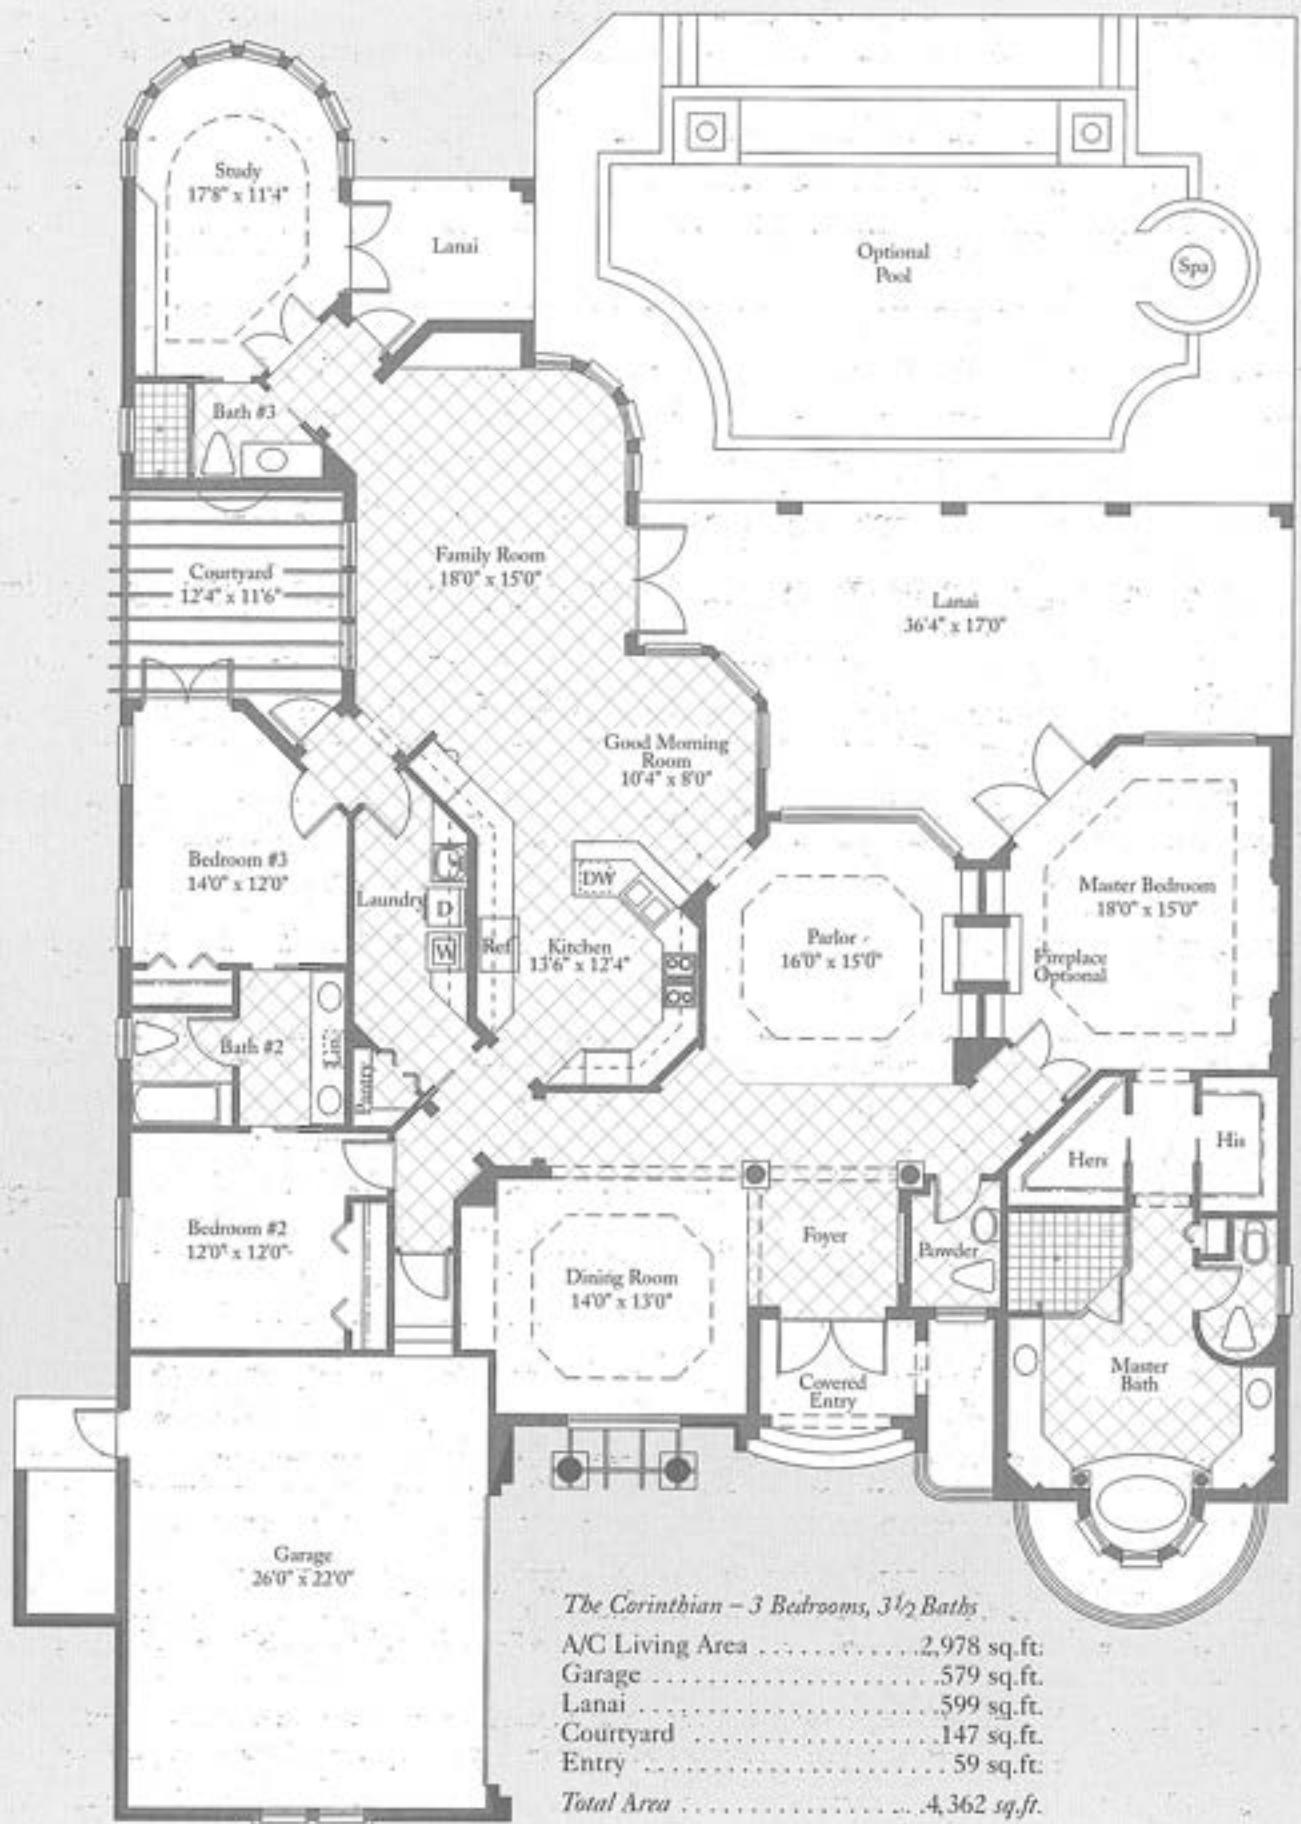 Study
17'8" x 11'4"
Lanai
Optional
Pool
Spa
Bath #3
Family Room
18'0" x 15'0"
Courtyard
12'4" x 11'6"
Lanai
36'4" x 17'0"
Good Morning
Room
10'4" x 8'0"
Bedroom #3
14'0" x 12'0"
Laundry
D
W
Ref
DW
Kitchen
13'6" x 12'4"
Parlor
16'0" x 15'0"
Master Bedroom
18'0" x 15'0"
Fireplace
Optional
Bath #2
Lin.
Pantry
Hers
His
Bedroom #2
12'0" x 12'0"
Dining Room
14'0" x 13'0"
Foyer
Powder
Covered
Entry
Master
Bath
Garage
26'0" x 22'0"
The Corinthian – 3 Bedrooms, 3½ Baths
A/C Living Area .............2,978 sq.ft.
Garage .......................579 sq.ft.
Lanai ........................599 sq.ft.
Courtyard ....................147 sq.ft.
Entry ........................ 59 sq.ft.
Total Area ...................4,362 sq.ft.